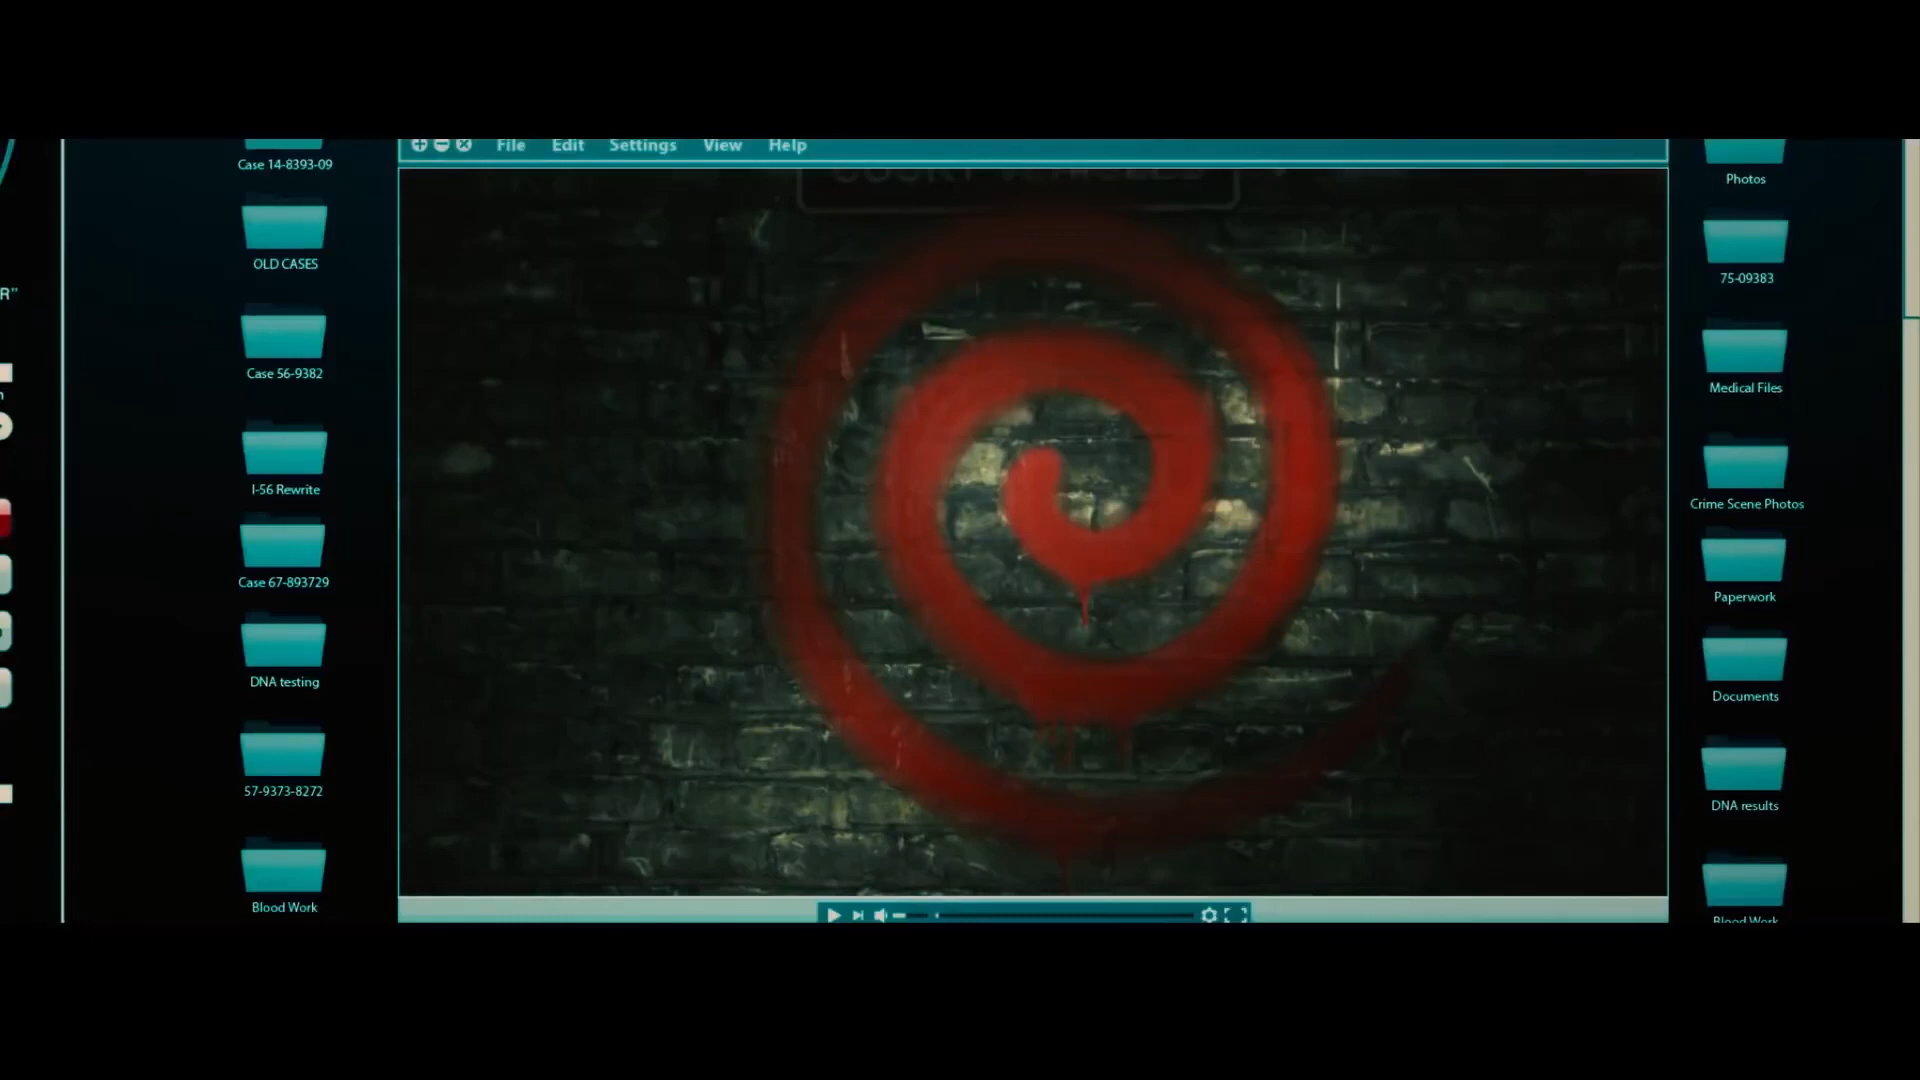 Case 14-8393-09
OLD CASES
Case 56-9382
I-56 Rewrite
Case 67-893729
DNA testing
57-9373-8272
Blood Work
File Edit Settings View Help
Photos
75-09383
Medical Files
Crime Scene Photos
Paperwork
Documents
DNA results
Blood Work
R"